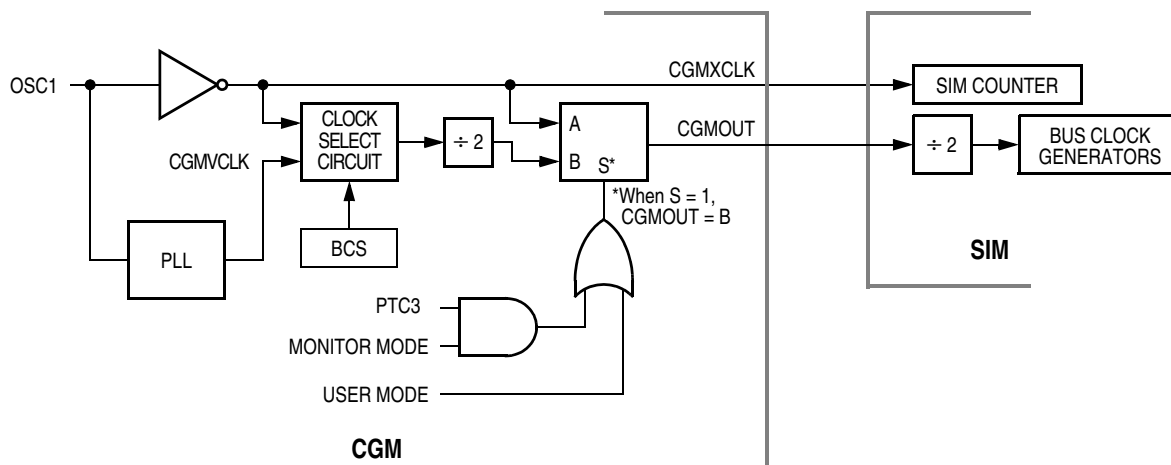 OSC1
CGMXCLK
SIM COUNTER
CLOCK
SELECT
CIRCUIT
÷ 2
A
B
S*
CGMOUT
÷ 2
BUS CLOCK
GENERATORS
CGMVCLK
*When S = 1,
CGMOUT = B
BCS
PLL
SIM
PTC3
MONITOR MODE
USER MODE
CGM